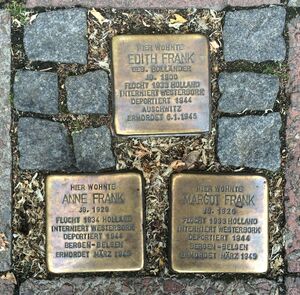 HIER WOHNTE
EDITH FRANK
GEB. HOLLÄNDER
JG. 1900
FLUCHT 1933 HOLLAND
INTERNIERT WESTERBORK
DEPORTIERT 1944
AUSCHWITZ
ERMORDET 6.1.1945
HIER WOHNTE
ANNE FRANK
JG. 1929
FLUCHT 1934 HOLLAND
INTERNIERT WESTERBORK
DEPORTIERT 1944
BERGEN-BELSEN
ERMORDET MÄRZ 1945
HIER WOHNTE
MARGOT FRANK
JG. 1926
FLUCHT 1933 HOLLAND
INTERNIERT WESTERBORK
DEPORTIERT 1944
BERGEN-BELSEN
ERMORDET MÄRZ 1945